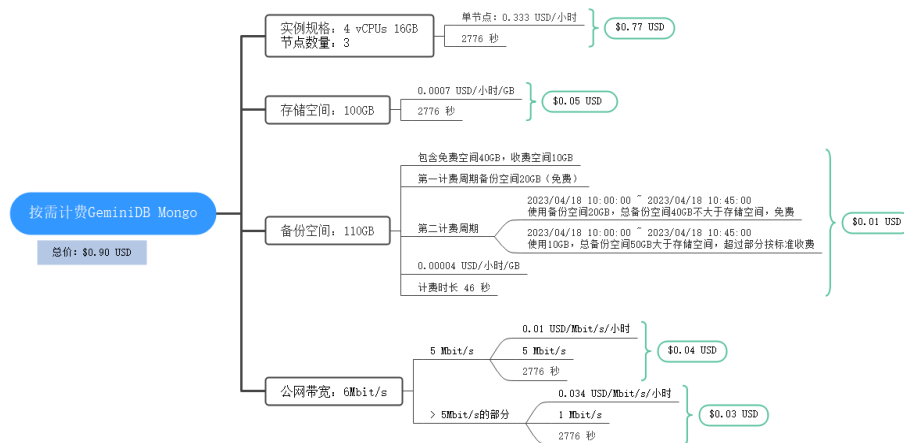 按需计费GeminiDB Mongo
总价：$0.90 USD
实例规格：4 vCPUs 16GB
节点数量：3
单节点：0.333 USD/小时
2776 秒
$0.77 USD
存储空间：100GB
0.0007 USD/小时/GB
2776 秒
$0.05 USD
备份空间：110GB
包含免费空间40GB，收费空间10GB
第一计费周期备份空间20GB（免费）
第二计费周期
2023/04/18 10:00:00 ~ 2023/04/18 10:45:00
使用备份空间20GB，总备份空间40GB不大于存储空间，免费
2023/04/18 10:00:00 ~ 2023/04/18 10:45:00
使用10GB，总备份空间50GB大于存储空间，超过部分按标准收费
0.00004 USD/小时/GB
计费时长 46 秒
$0.01 USD
公网带宽：6Mbit/s
5 Mbit/s
0.01 USD/Mbit/s/小时
5 Mbit/s
2776 秒
$0.04 USD
> 5Mbit/s的部分
0.034 USD/Mbit/s/小时
1 Mbit/s
2776 秒
$0.03 USD